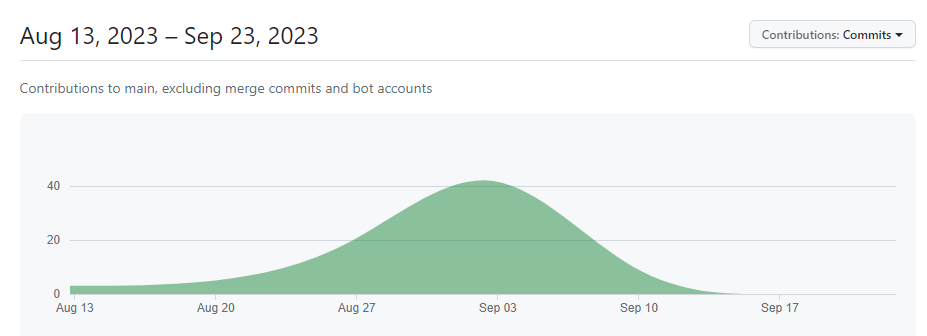 Aug 13, 2023 – Sep 23, 2023
Contributions: Commits
Contributions to main, excluding merge commits and bot accounts
40
20
0
Aug 13 Aug 20 Aug 27 Sep 03 Sep 10 Sep 17